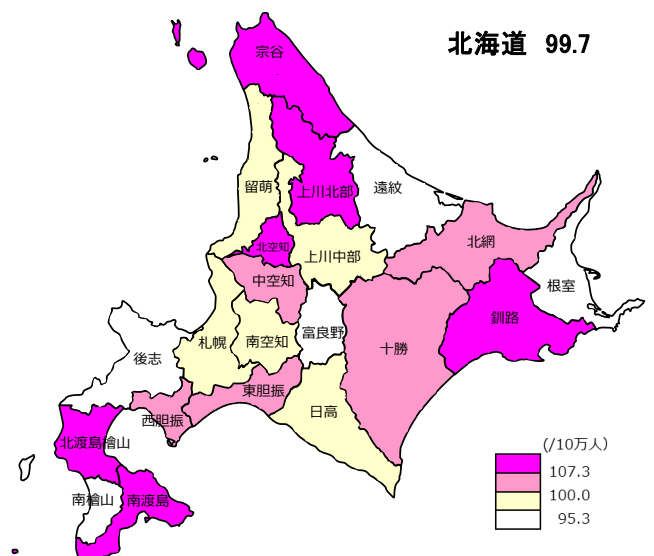 北海道 99.7
宗谷
留萌
上川北部
遠紋
北空知
上川中部
北網
中空知
根室
釧路
札幌
南空知
富良野
十勝
後志
東胆振
西胆振
日高
北渡島檜山
南檜山
南渡島
(/10万人)
107.3
100.0
95.3